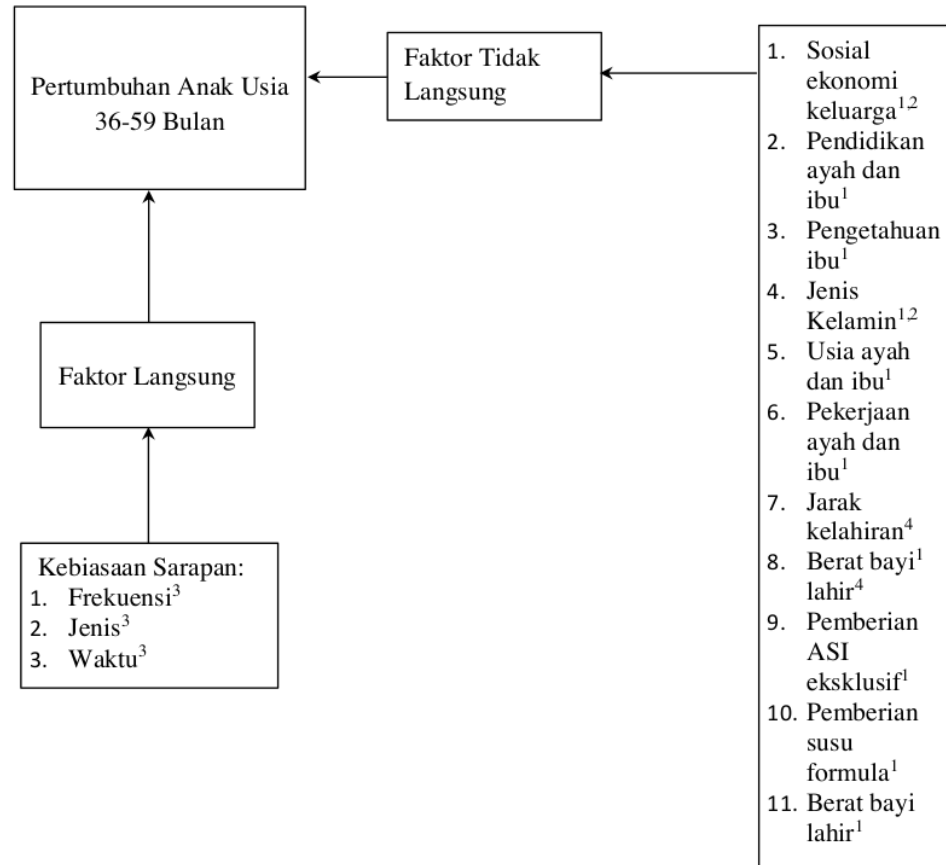 Pertumbuhan Anak Usia
36-59 Bulan
Faktor Tidak
Langsung
1. Sosial
ekonomi
keluarga¹,²
2. Pendidikan
ayah dan
ibu¹
3. Pengetahuan
ibu¹
4. Jenis
Kelamin¹,²
5. Usia ayah
dan ibu¹
6. Pekerjaan
ayah dan
ibu¹
7. Jarak
kelahiran⁴
8. Berat bayi¹
lahir⁴
9. Pemberian
ASI
eksklusif¹
10. Pemberian
susu
formula¹
11. Berat bayi
lahir¹
Faktor Langsung
Kebiasaan Sarapan:
1. Frekuensi³
2. Jenis³
3. Waktu³